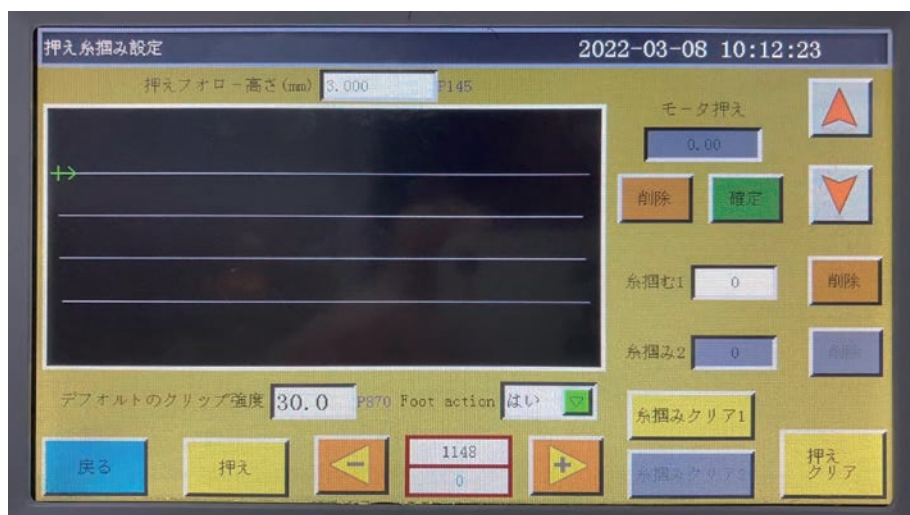 押え糸掴み設定
2022-03-08 10:12:23
押えフオロー高さ(mm) 3.000 P145
モータ押え
0.00
削除 確定
糸掴む1 0 削除
糸掴み2 0 削除
デフオルトのクリップ強度 30.0 P870 Foot action はい
糸掴みクリア1
戻る 押え - 1148 +
0
糸掴みクリア2
押え
クリア